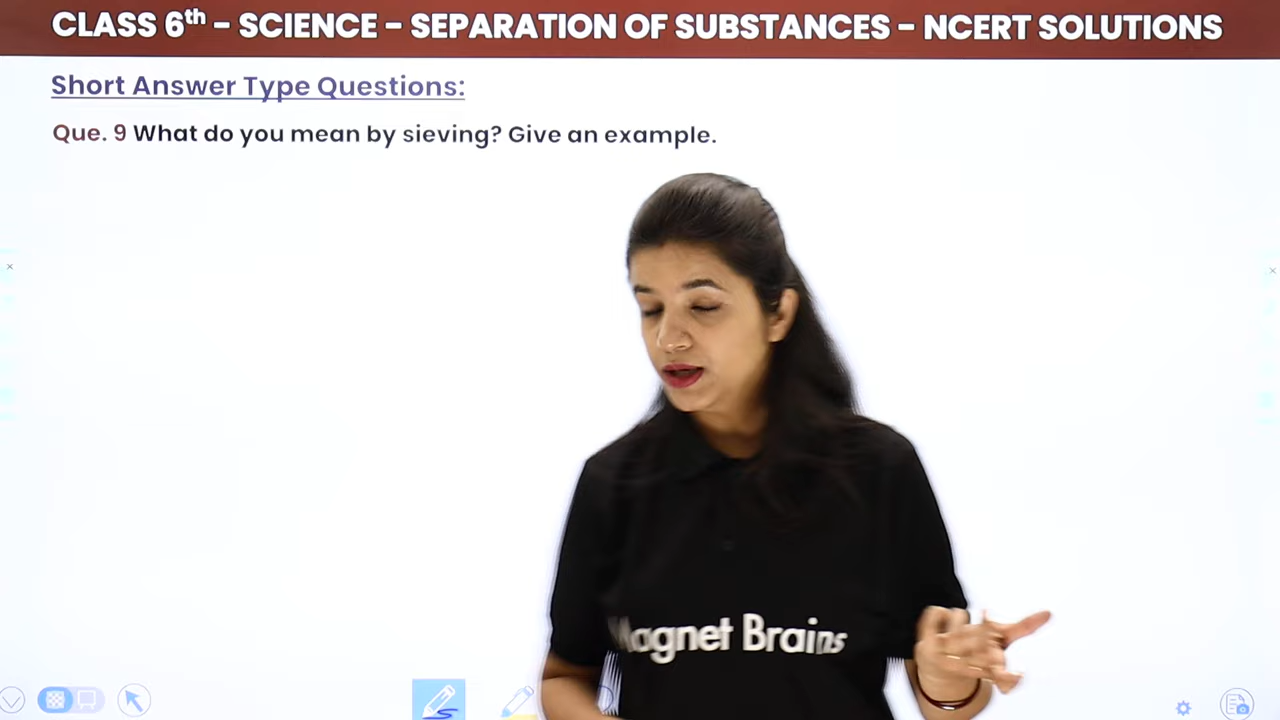 CLASS 6th – SCIENCE – SEPARATION OF SUBSTANCES – NCERT SOLUTIONS
Short Answer Type Questions:
Que. 9 What do you mean by sieving? Give an example.
Magnet Brains